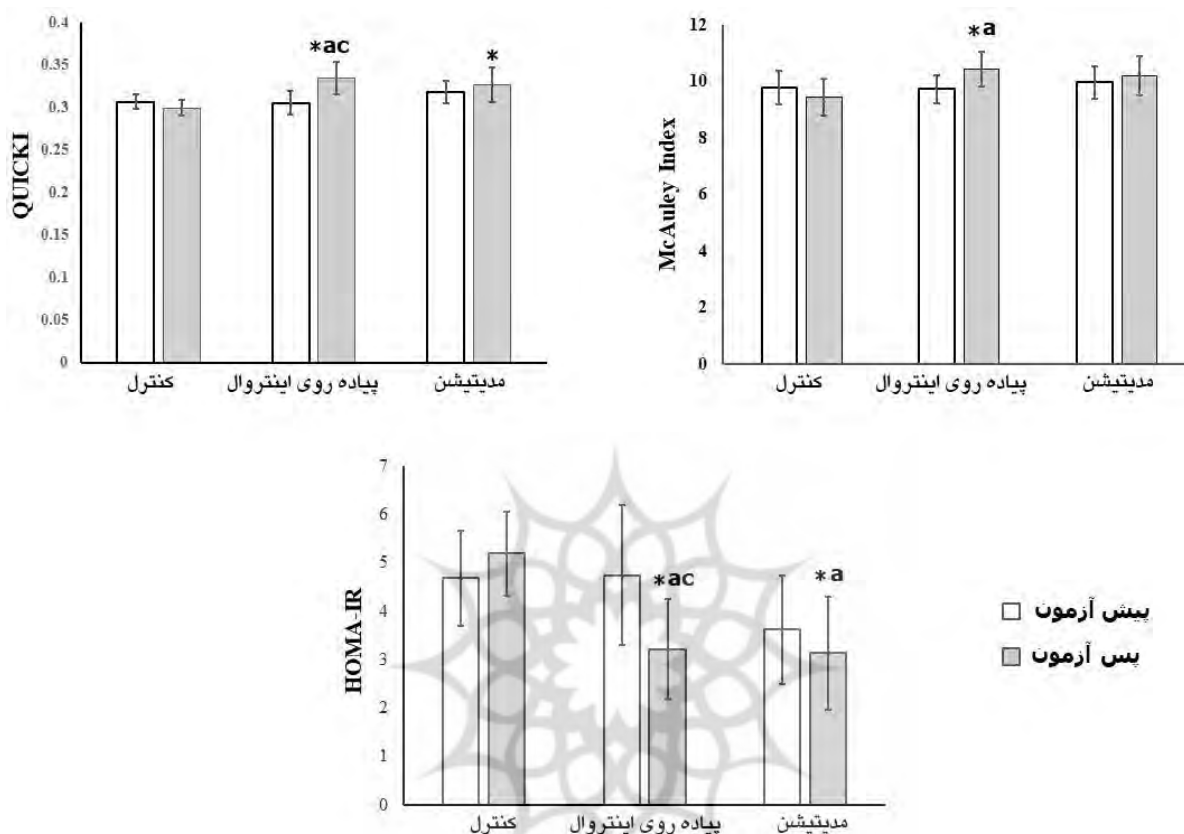 QUICKI
0.4
0.35
0.3
0.25
0.2
0.15
0.1
0.05
0
*ac
*
کنترل پیاده روی اینتروال مدیتیشن
McAuley Index
12
10
8
6
4
2
0
*a
کنترل پیاده روی اینتروال مدیتیشن
HOMA-IR
7
6
5
4
3
2
1
0
*ac
*a
کنترل پیاده روی اینتروال مدیتیشن
پیش آزمون
پس آزمون